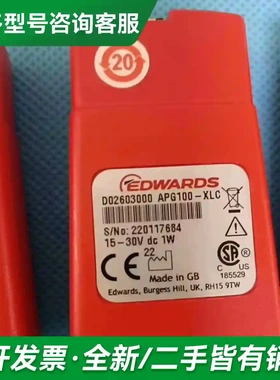 型号咨询客服
20
EDWARDS
D02603000 APG100-XLC
S/No: 220117684
15-30V dc 1W
22
Made in GB
C US
185529
Edwards, Burgess Hill, UK, RH15 9TW
开发票·全新/二手皆有